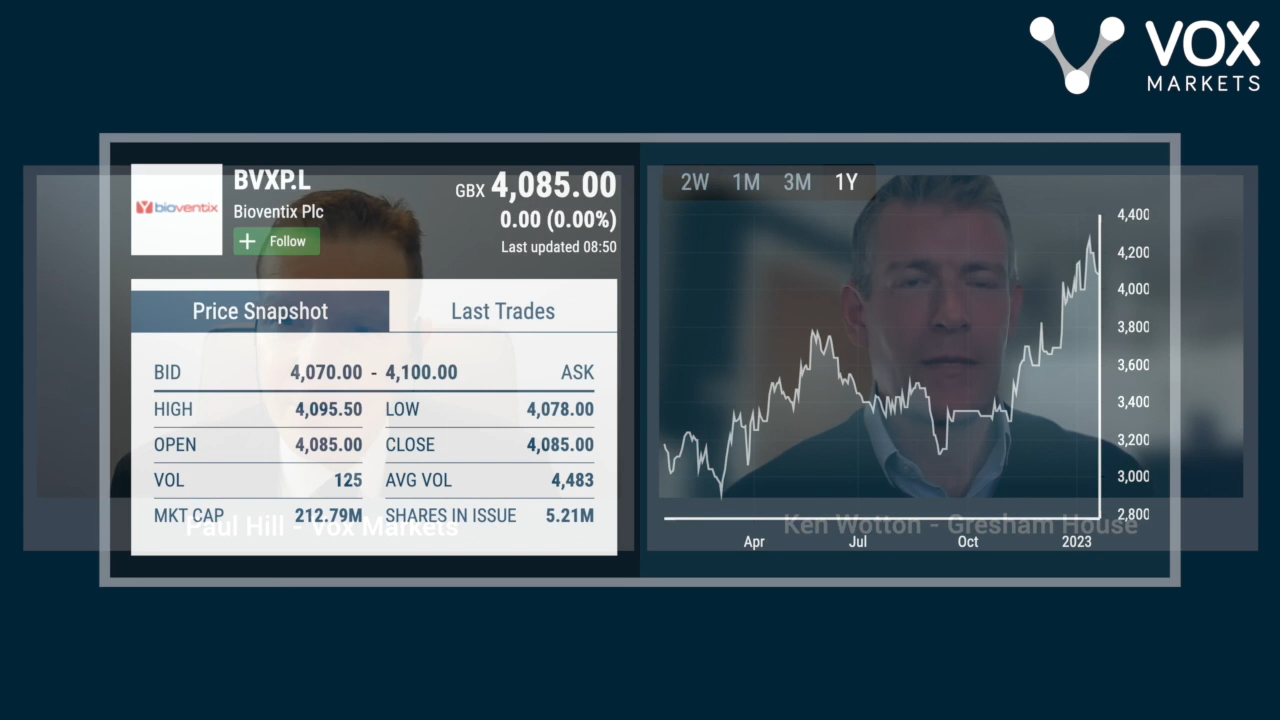 VOX
MARKETS
bioventix
BVXP.L
Bioventix Plc
+ Follow
GBX 4,085.00
0.00 (0.00%)
Last updated 08:50
Price Snapshot
Last Trades
BID 4,070.00 - 4,100.00 ASK
HIGH 4,095.50 LOW 4,078.00
OPEN 4,085.00 CLOSE 4,085.00
VOL 125 AVG VOL 4,483
MKT CAP 212.79M SHARES IN ISSUE 5.21M
Paul Hill - Vox Markets
2W 1M 3M 1Y
4,400
4,200
4,000
3,800
3,600
3,400
3,200
3,000
2,800
Ken Wotton - Gresham House
Apr Jul Oct 2023